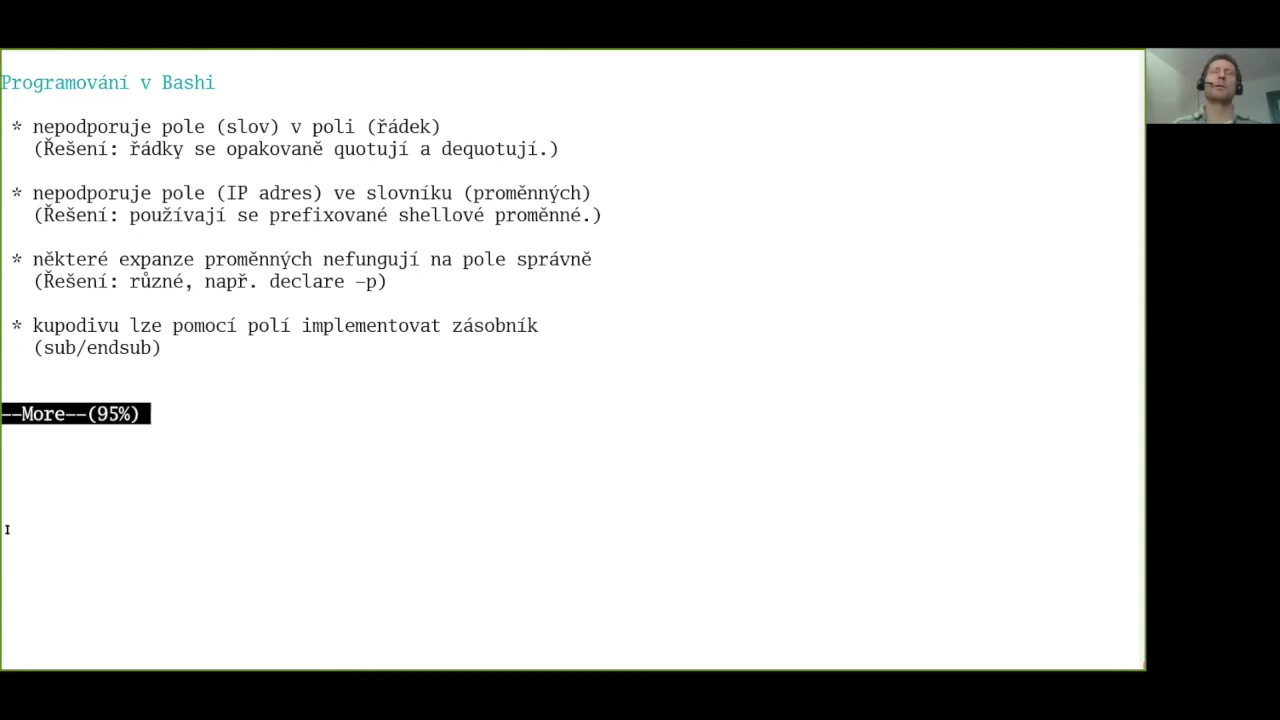 Programování v Bashi
* nepodporuje pole (slov) v poli (řádek)
(Řešení: řádky se opakovaně quotují a dequotují.)
* nepodporuje pole (IP adres) ve slovníku (proměnných)
(Řešení: používají se prefixované shellové proměnné.)
* některé expanze proměnných nefungují na pole správně
(Řešení: různé, např. declare -p)
* kupodivu lze pomocí polí implementovat zásobník
(sub/endsub)
--More--(95%)